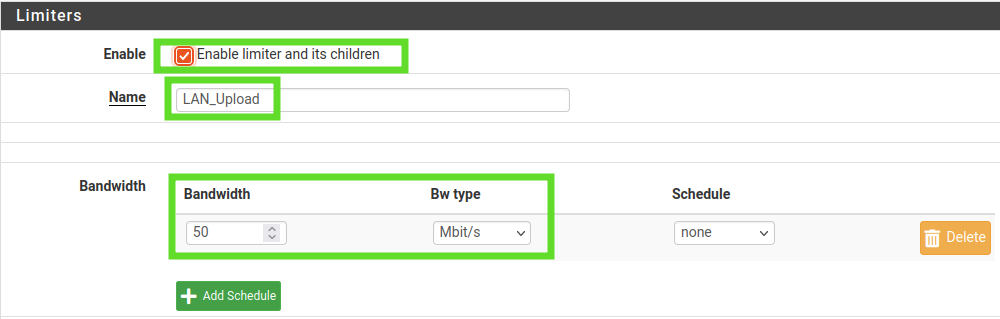 Limiters
Enable Enable limiter and its children
Name LAN_Upload
Bandwidth Bandwidth Bw type Schedule
50 Mbit/s none Delete
Add Schedule